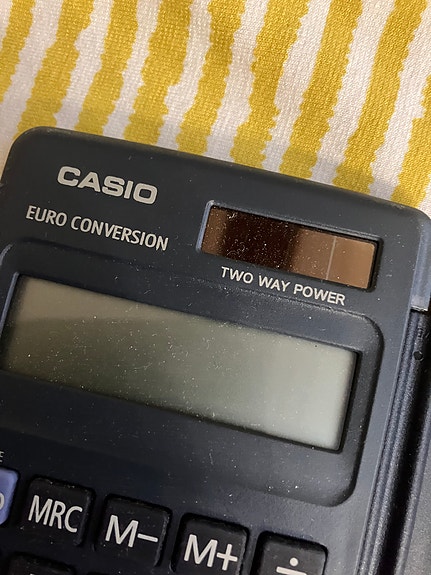 CASIO
EURO CONVERSION
TWO WAY POWER
MRC M− M+ ÷